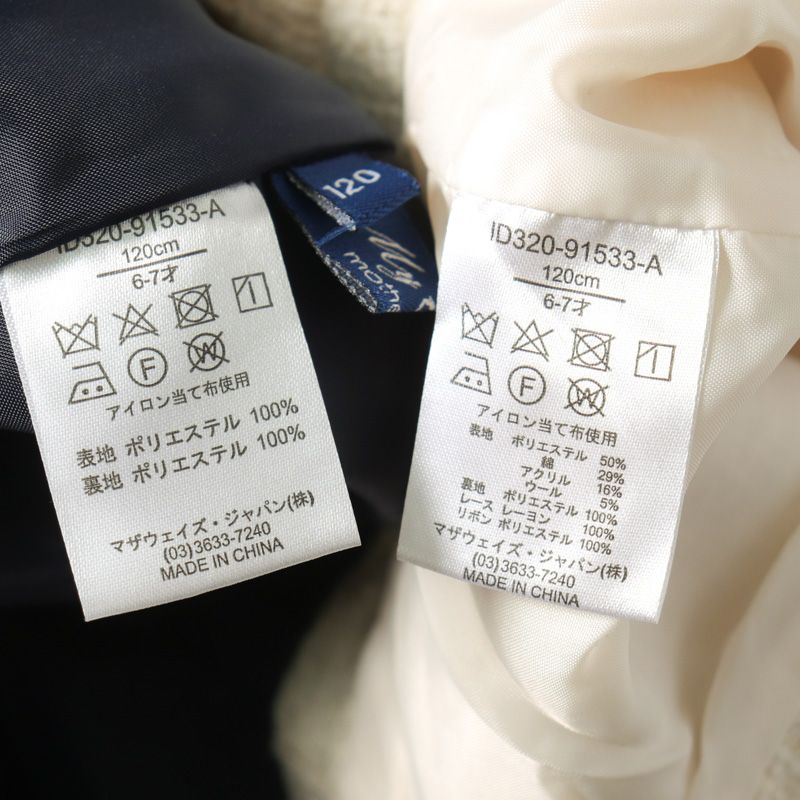 ID320-91533-A
120cm
6-7才
1
F
W
アイロン当て布使用
表地 ポリエステル 100%
裏地 ポリエステル 100%
マザウェイズ・ジャパン(株)
(03)3633-7240
MADE IN CHINA
120
My
moth
ID320-91533-A
120cm
6-7才
1
F
W
アイロン当て布使用
表地 ポリエステル 50%
綿 29%
アクリル 16%
ウール 5%
裏地 ポリエステル 100%
レース レーヨン 100%
リボン ポリエステル 100%
マザウェイズ・ジャパン(株)
(03)3633-7240
MADE IN CHINA